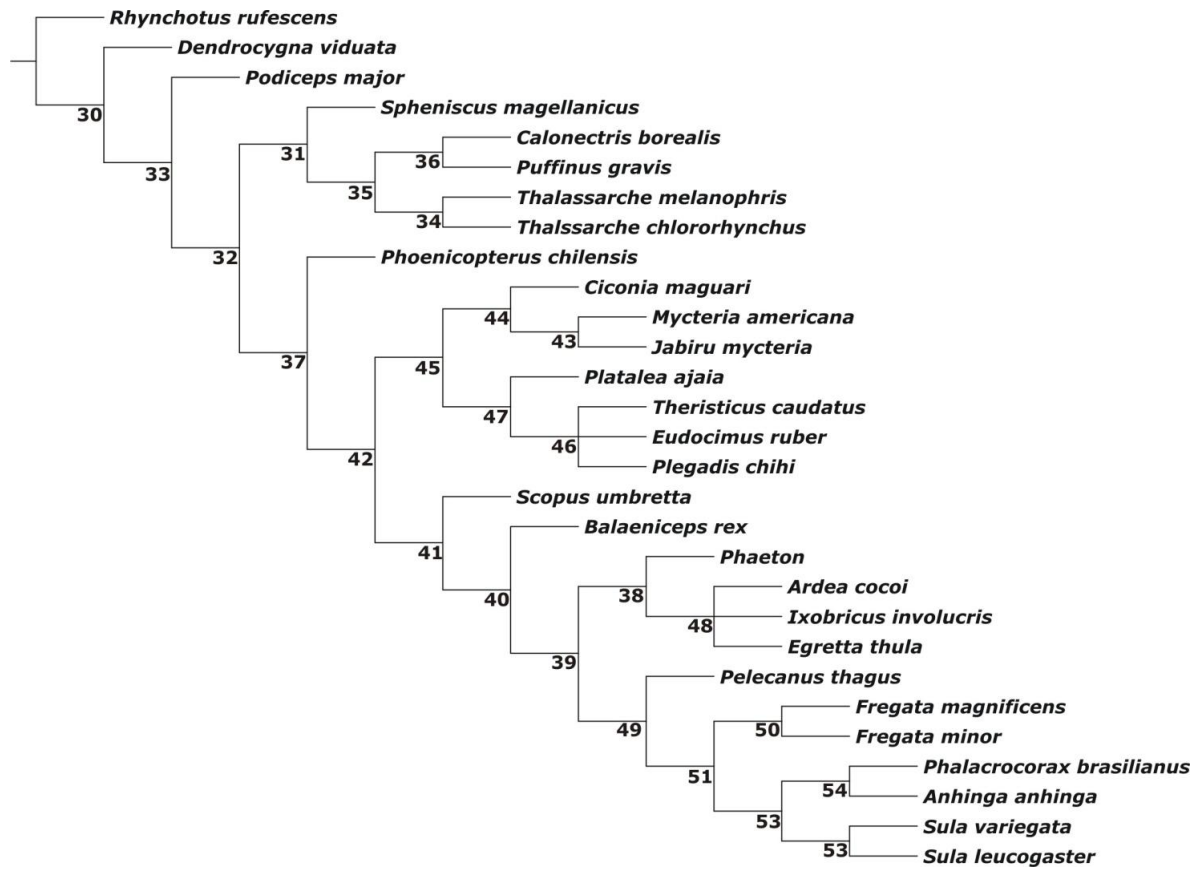 Rhynchotus rufescens
Dendrocygna viduata
Podiceps major
30
Spheniscus magellanicus
Calonectris borealis
31
36
Puffinus gravis
33
35
Thalassarche melanophris
34
Thalssarche chlororhynchus
32
Phoenicopterus chilensis
Ciconia maguari
44
Mycteria americana
43
Jabiru mycteria
37
45
Platalea ajaia
47
Theristicus caudatus
46
Eudocimus ruber
42
Plegadis chihi
Scopus umbretta
Balaeniceps rex
41
Phaeton
40
38
Ardea cocoi
48
Ixobricus involucris
39
Egretta thula
Pelecanus thagus
49
50
Fregata magnificens
Fregata minor
51
Phalacrocorax brasilianus
54
Anhinga anhinga
53
Sula variegata
53
Sula leucogaster